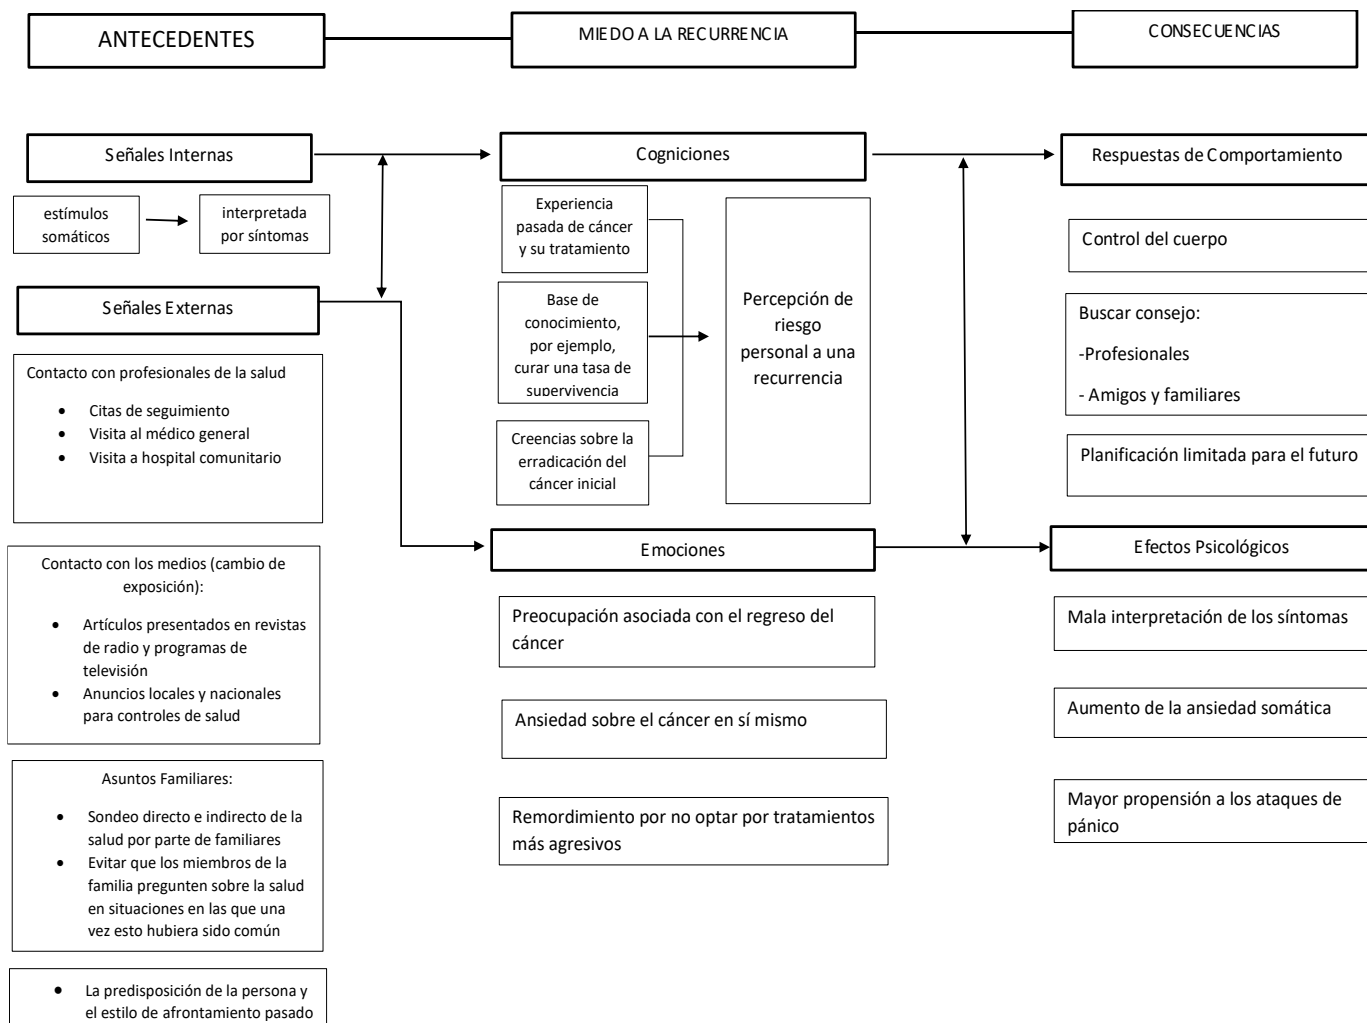 ANTECEDENTES
MIEDO A LA RECURRENCIA
CONSECUENCIAS
Señales Internas
estímulos
somáticos
interpretada
por síntomas
Señales Externas
Contacto con profesionales de la salud
• Citas de seguimiento
• Visita al médico general
• Visita a hospital comunitario
Contacto con los medios (cambio de
exposición):
• Artículos presentados en revistas
de radio y programas de
televisión
• Anuncios locales y nacionales
para controles de salud
Asuntos Familiares:
• Sondeo directo e indirecto de la
salud por parte de familiares
• Evitar que los miembros de la
familia pregunten sobre la salud
en situaciones en las que una
vez esto hubiera sido común
• La predisposición de la persona y
el estilo de afrontamiento pasado
Cogniciones
Experiencia
pasada de cáncer
y su tratamiento
Base de
conocimiento,
por ejemplo,
curar una tasa de
supervivencia
Creencias sobre la
erradicación del
cáncer inicial
Percepción de
riesgo
personal a una
recurrencia
Emociones
Preocupación asociada con el regreso del
cáncer
Ansiedad sobre el cáncer en sí mismo
Remordimiento por no optar por tratamientos
más agresivos
Respuestas de Comportamiento
Control del cuerpo
Buscar consejo:
-Profesionales
- Amigos y familiares
Planificación limitada para el futuro
Efectos Psicológicos
Mala interpretación de los síntomas
Aumento de la ansiedad somática
Mayor propensión a los ataques de
pánico